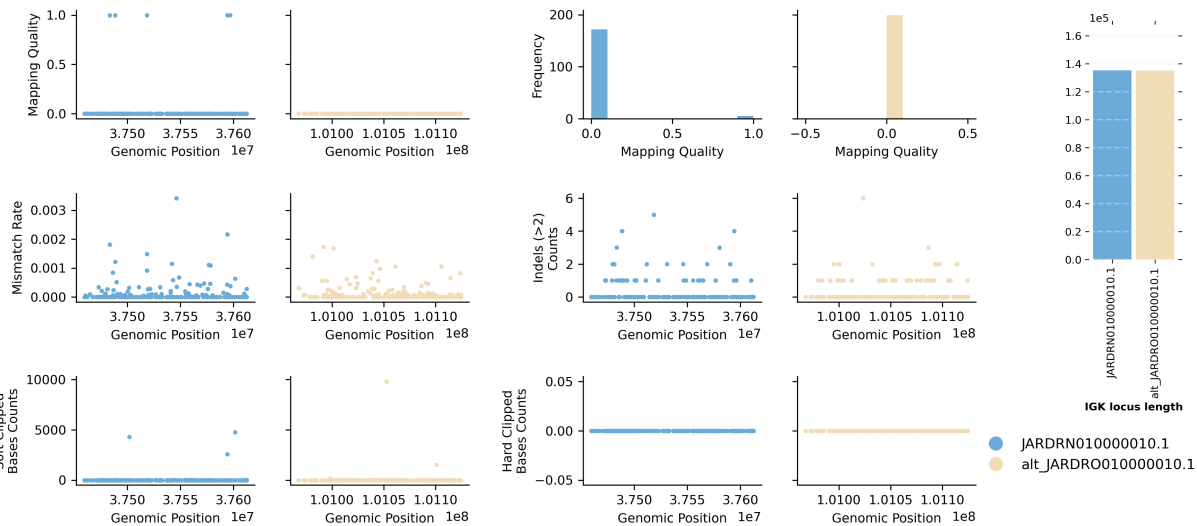 1.0
0.5
0.0
Mapping Quality
3.750 3.755 3.760
Genomic Position 1e7
1.0100 1.0105 1.0110
Genomic Position 1e8
200
100
0
Frequency
0.0 0.5 1.0
Mapping Quality
−0.5 0.0 0.5
Mapping Quality
1e5
1.6
1.4
1.2
1.0
0.8
0.6
0.4
0.2
0.0
JARDRN010000010.1
alt_JARDRO010000010.1
IGK locus length
0.003
0.002
0.001
0.000
Mismatch Rate
3.750 3.755 3.760
Genomic Position 1e7
1.0100 1.0105 1.0110
Genomic Position 1e8
6
4
2
0
Indels (>2)
Counts
3.750 3.755 3.760
Genomic Position 1e7
1.0100 1.0105 1.0110
Genomic Position 1e8
10000
5000
0
Bases Counts
3.750 3.755 3.760
Genomic Position 1e7
1.0100 1.0105 1.0110
Genomic Position 1e8
0.05
0.00
−0.05
Hard Clipped
Bases Counts
3.750 3.755 3.760
Genomic Position 1e7
1.0100 1.0105 1.0110
Genomic Position 1e8
JARDRN010000010.1
alt_JARDRO010000010.1